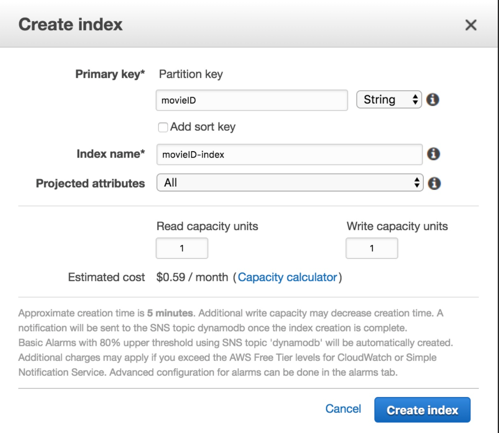 Create index
Primary key* Partition key
movieID String
Add sort key
Index name* movieID-index
Projected attributes All
Read capacity units Write capacity units
1 1
Estimated cost $0.59 / month (Capacity calculator)
Approximate creation time is 5 minutes. Additional write capacity may decrease creation time. A
notification will be sent to the SNS topic dynamodb once the index creation is complete.
Basic Alarms with 80% upper threshold using SNS topic 'dynamodb' will be automatically created.
Additional charges may apply if you exceed the AWS Free Tier levels for CloudWatch or Simple
Notification Service. Advanced configuration for alarms can be done in the alarms tab.
Cancel Create index